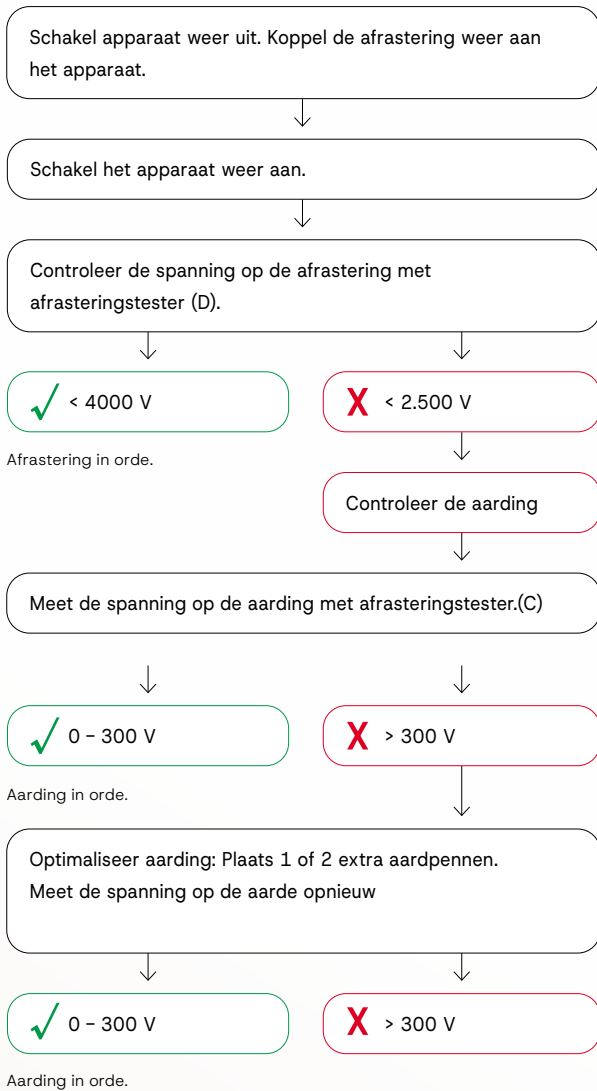 Schakel apparaat weer uit. Koppel de afrastering weer aan
het apparaat.
Schakel het apparaat weer aan.
Controleer de spanning op de afrastering met
afrasteringstester (D).
< 4000 V
X < 2.500 V
Afrastering in orde.
Controleer de aarding
Meet de spanning op de aarding met afrasteringstester.(C)
0 – 300 V
X > 300 V
Aarding in orde.
Optimaliseer aarding: Plaats 1 of 2 extra aardpennen.
Meet de spanning op de aarde opnieuw
0 – 300 V
X > 300 V
Aarding in orde.